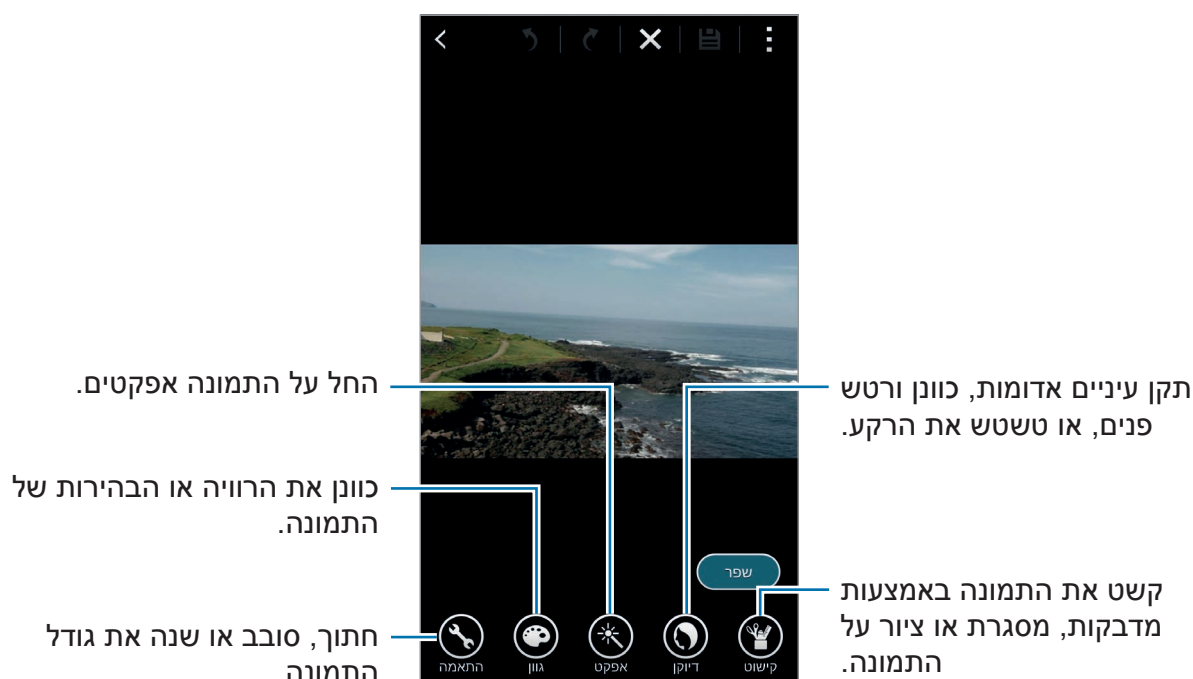 החל על התמונה אפקטים.
תקן עיניים אדומות, כוונן ורטש
פנים, או טשטש את הרקע.
כוונן את הרוויה או הבהירות של
התמונה.
שפר
קשט את התמונה באמצעות
מדבקות, מסגרת או ציור על
התמונה.
חתוך, סובב או שנה את גודל
התמונה
התאמה
גוון
אפקט
דיוקן
קישוט